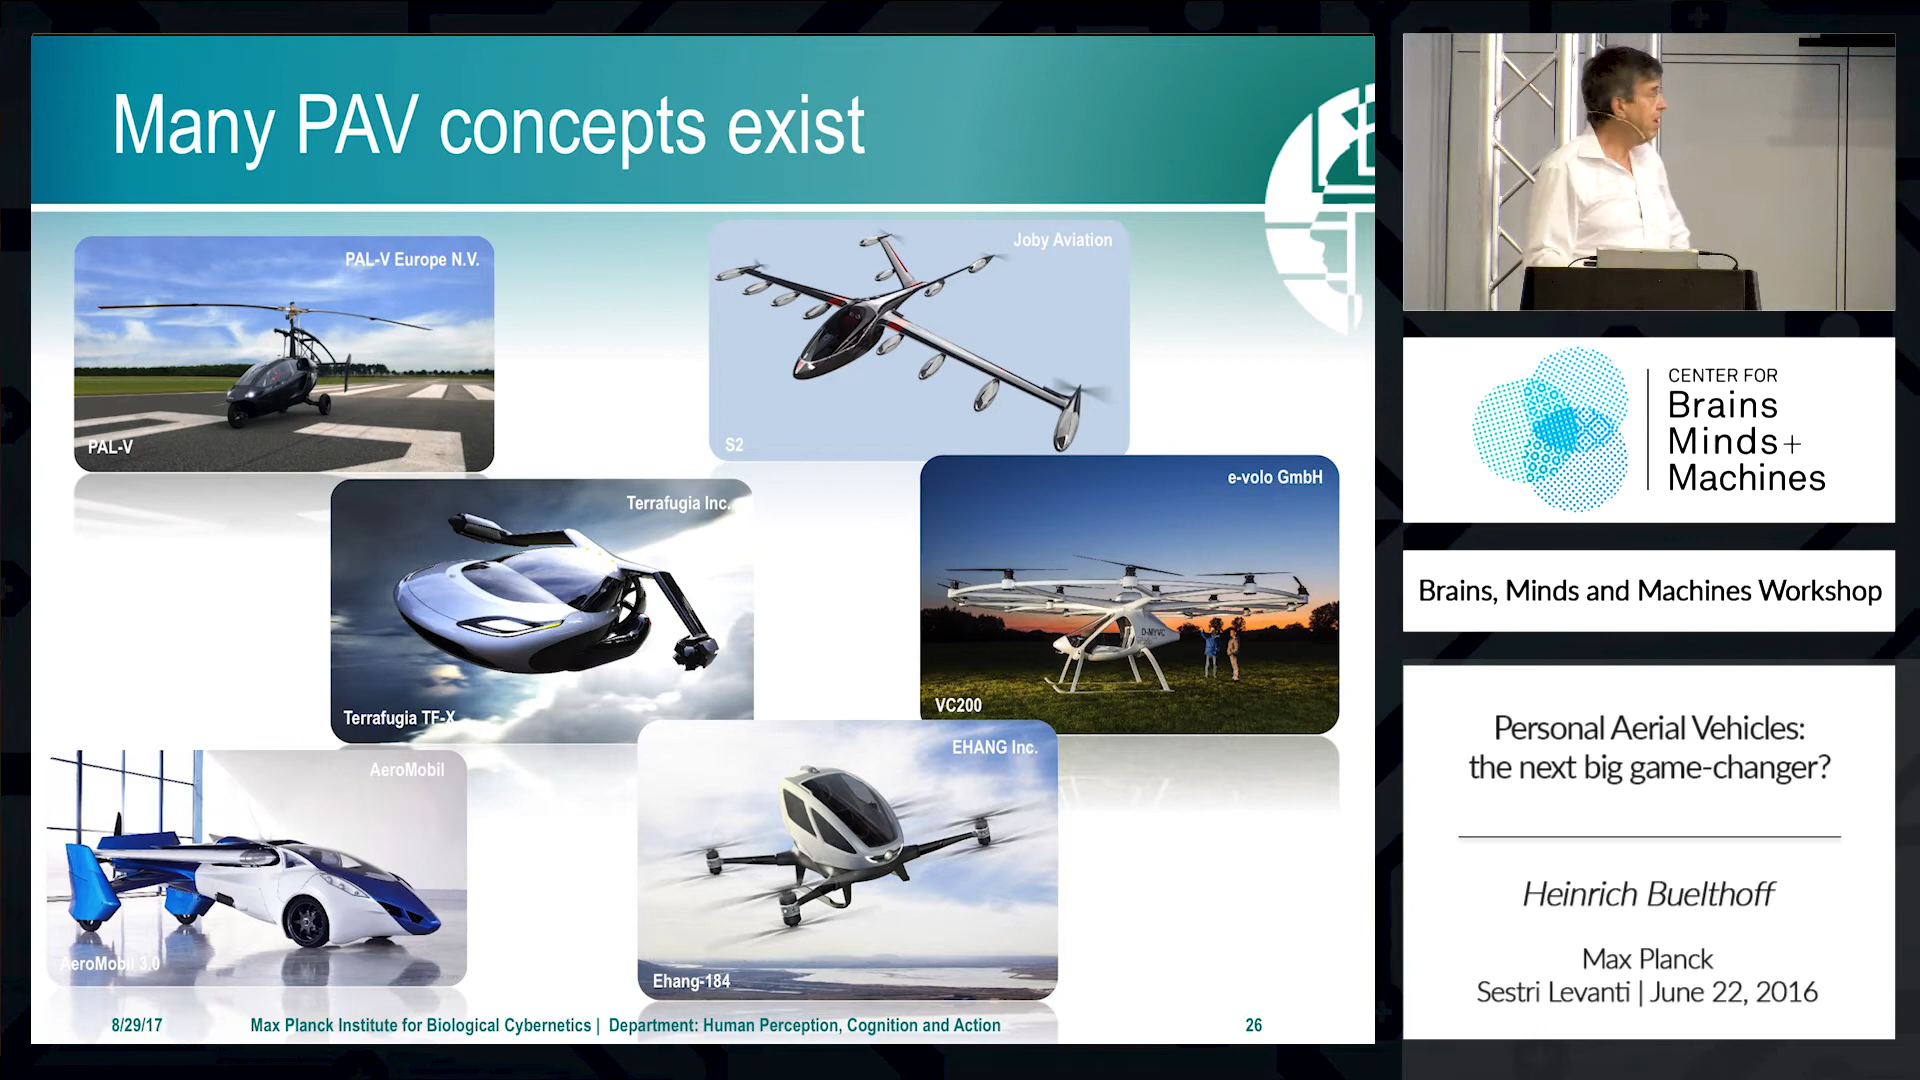 Many PAV concepts exist
PAL-V Europe N.V.
PAL-V
Joby Aviation
S2
Terrafugia Inc.
Terrafugia TF-X
e-volo GmbH
D-MYVC
VC200
AeroMobil
AeroMobil 3.0
EHANG Inc.
Ehang-184
8/29/17
Max Planck Institute for Biological Cybernetics | Department: Human Perception, Cognition and Action
26
CENTER FOR
Brains
Minds+
Machines
Brains, Minds and Machines Workshop
Personal Aerial Vehicles:
the next big game-changer?
Heinrich Buelthoff
Max Planck
Sestri Levanti | June 22, 2016